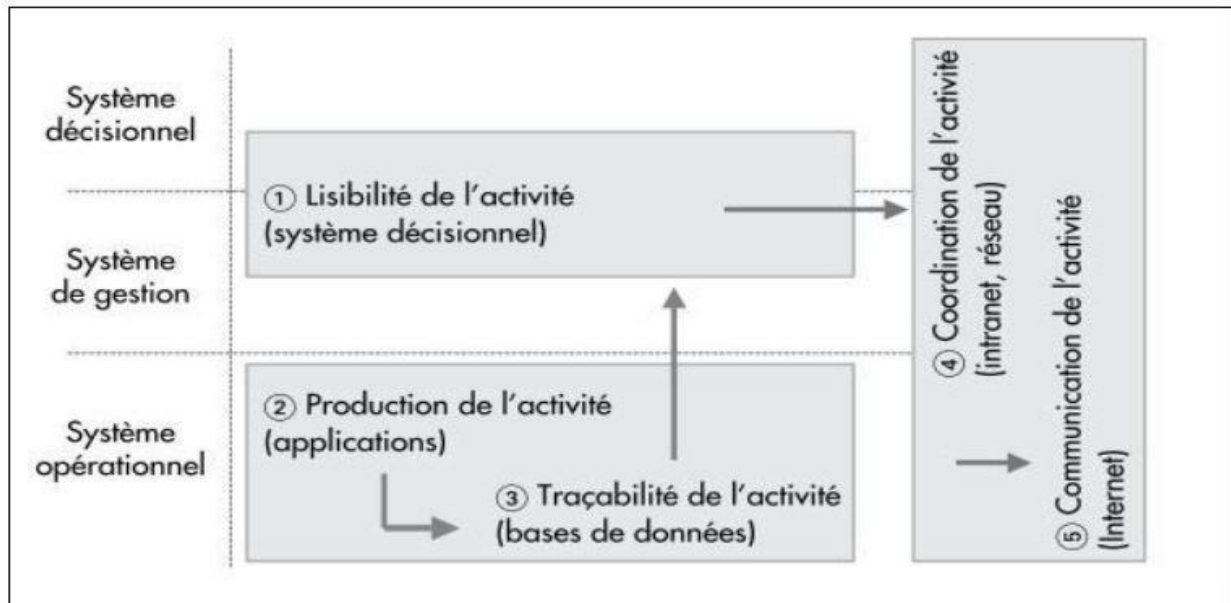 Système
décisionnel
Système
de gestion
Système
opérationnel
① Lisibilité de l'activité
(système décisionnel)
② Production de l'activité
(applications)
③ Traçabilité de l'activité
(bases de données)
④ Coordination de l'activité
(intranet, réseau)
⑤ Communication de l'activité
(Internet)